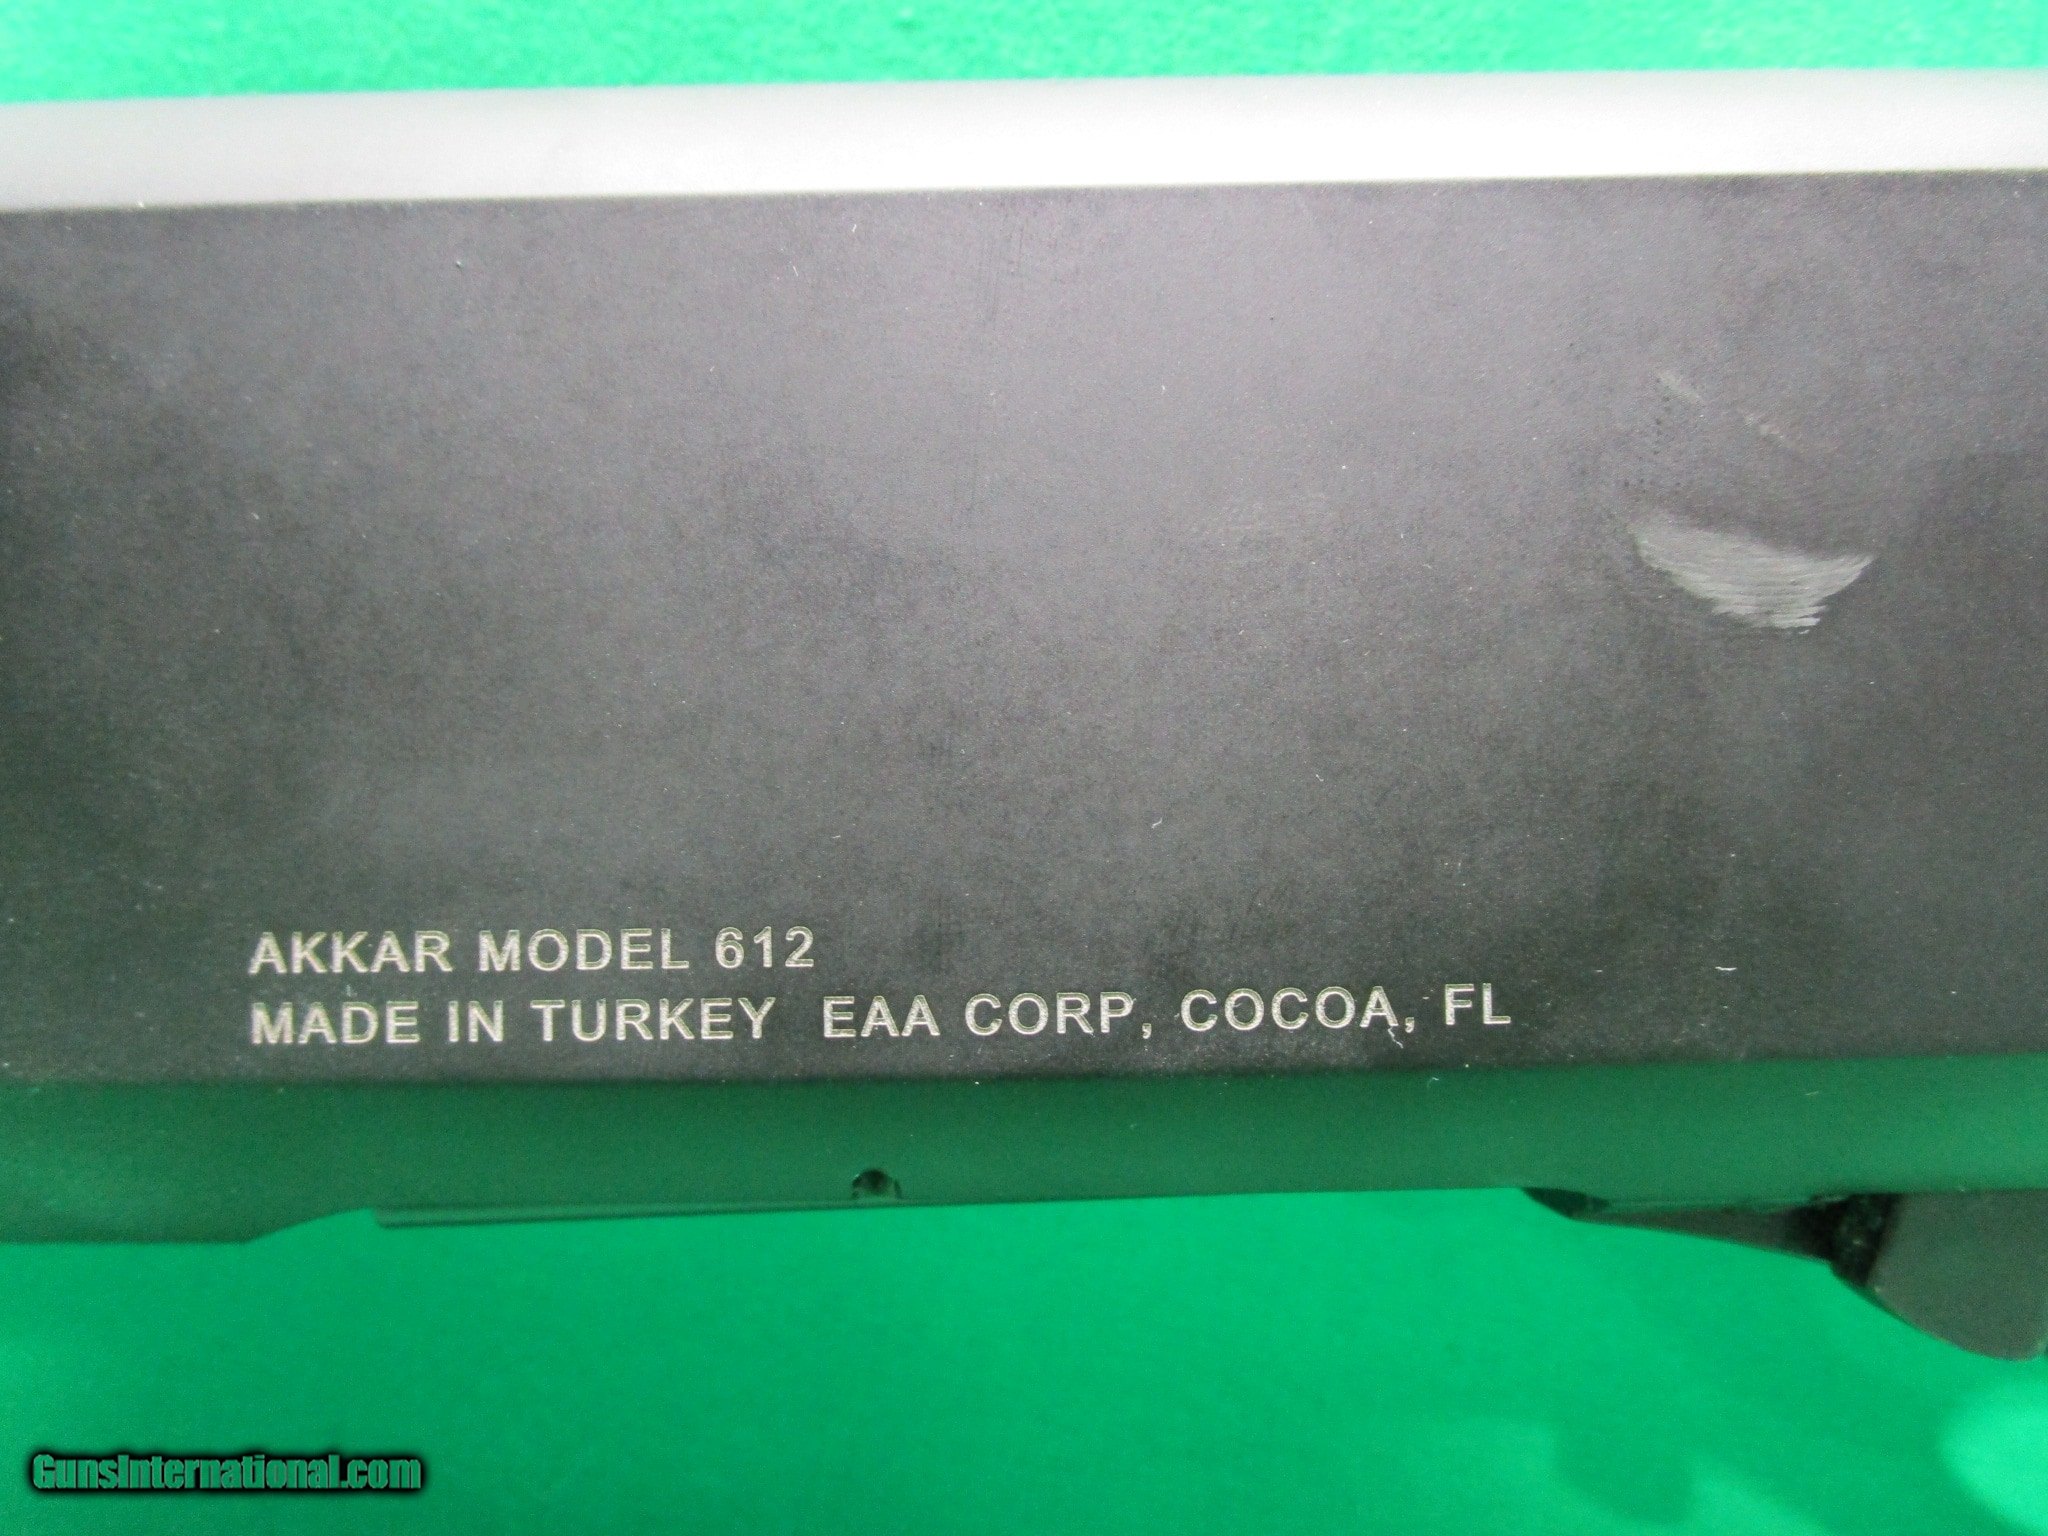 AKKAR MODEL 612
MADE IN TURKEY EAA CORP, COCOA, FL
GunsInternational.com